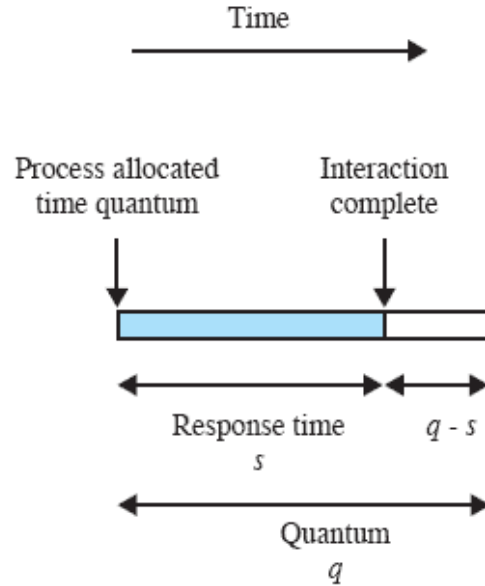 Time
Process allocated
time quantum
Interaction
complete
Response time
s
q - s
Quantum
q